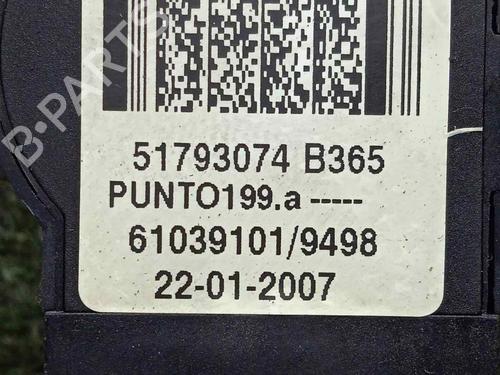 B-PARTS
51793074 B365
PUNTO199.a -----
61039101/9498
22-01-2007